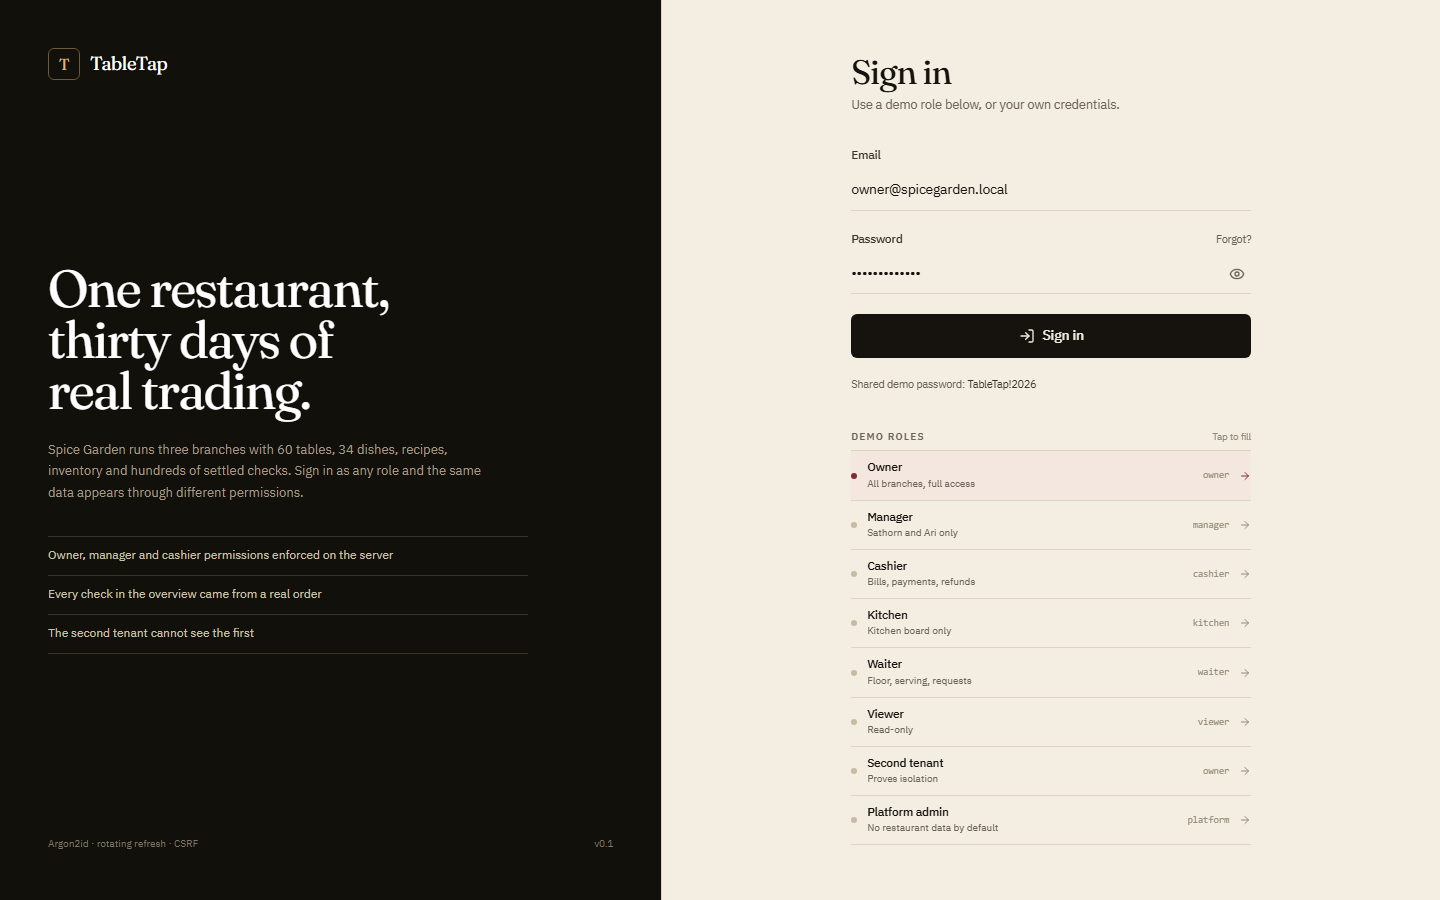 T
TableTap
One restaurant,
thirty days of
real trading.
Spice Garden runs three branches with 60 tables, 34 dishes, recipes,
inventory and hundreds of settled checks. Sign in as any role and the same
data appears through different permissions.
Owner, manager and cashier permissions enforced on the server
Every check in the overview came from a real order
The second tenant cannot see the first
Argon2id · rotating refresh · CSRF
v0.1
Sign in
Use a demo role below, or your own credentials.
Email
owner@spicegarden.local
Password
Forgot?
•••••••••••••
Sign in
Shared demo password: TableTap!2026
DEMO ROLES
Tap to fill
Owner
All branches, full access
owner
Manager
Sathorn and Ari only
manager
Cashier
Bills, payments, refunds
cashier
Kitchen
Kitchen board only
kitchen
Waiter
Floor, serving, requests
waiter
Viewer
Read-only
viewer
Second tenant
Proves isolation
owner
Platform admin
No restaurant data by default
platform